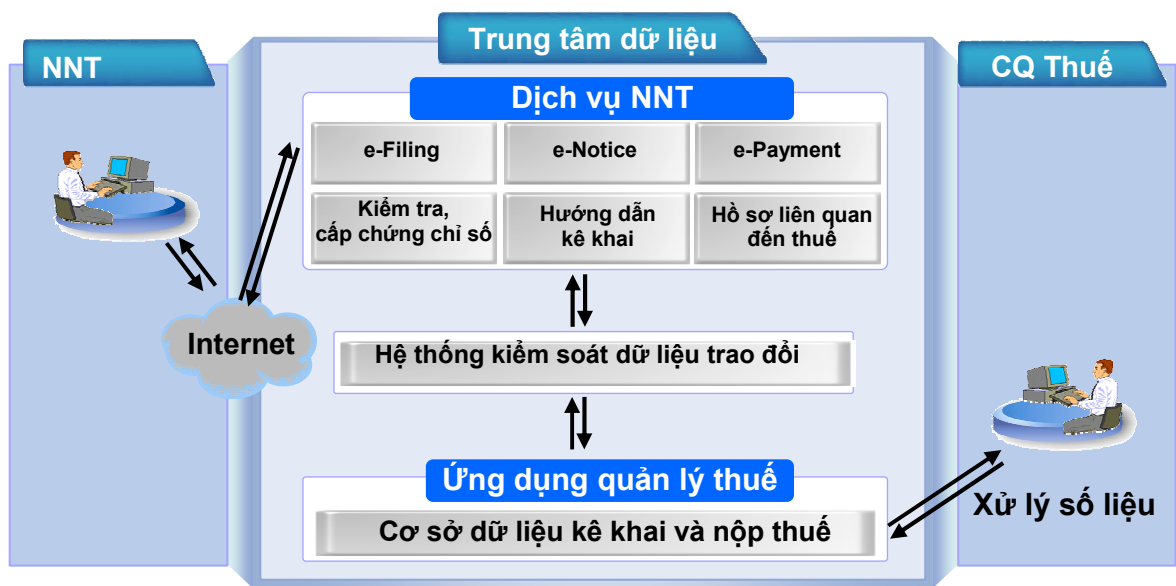 NNT
Trung tâm dữ liệu
CQ Thuế
Dịch vụ NNT
e-Filing
e-Notice
e-Payment
Kiểm tra,
cấp chứng chỉ số
Hướng dẫn
kê khai
Hồ sơ liên quan
đến thuế
Internet
Hệ thống kiểm soát dữ liệu trao đổi
Ứng dụng quản lý thuế
Cơ sở dữ liệu kê khai và nộp thuế
Xử lý số liệu